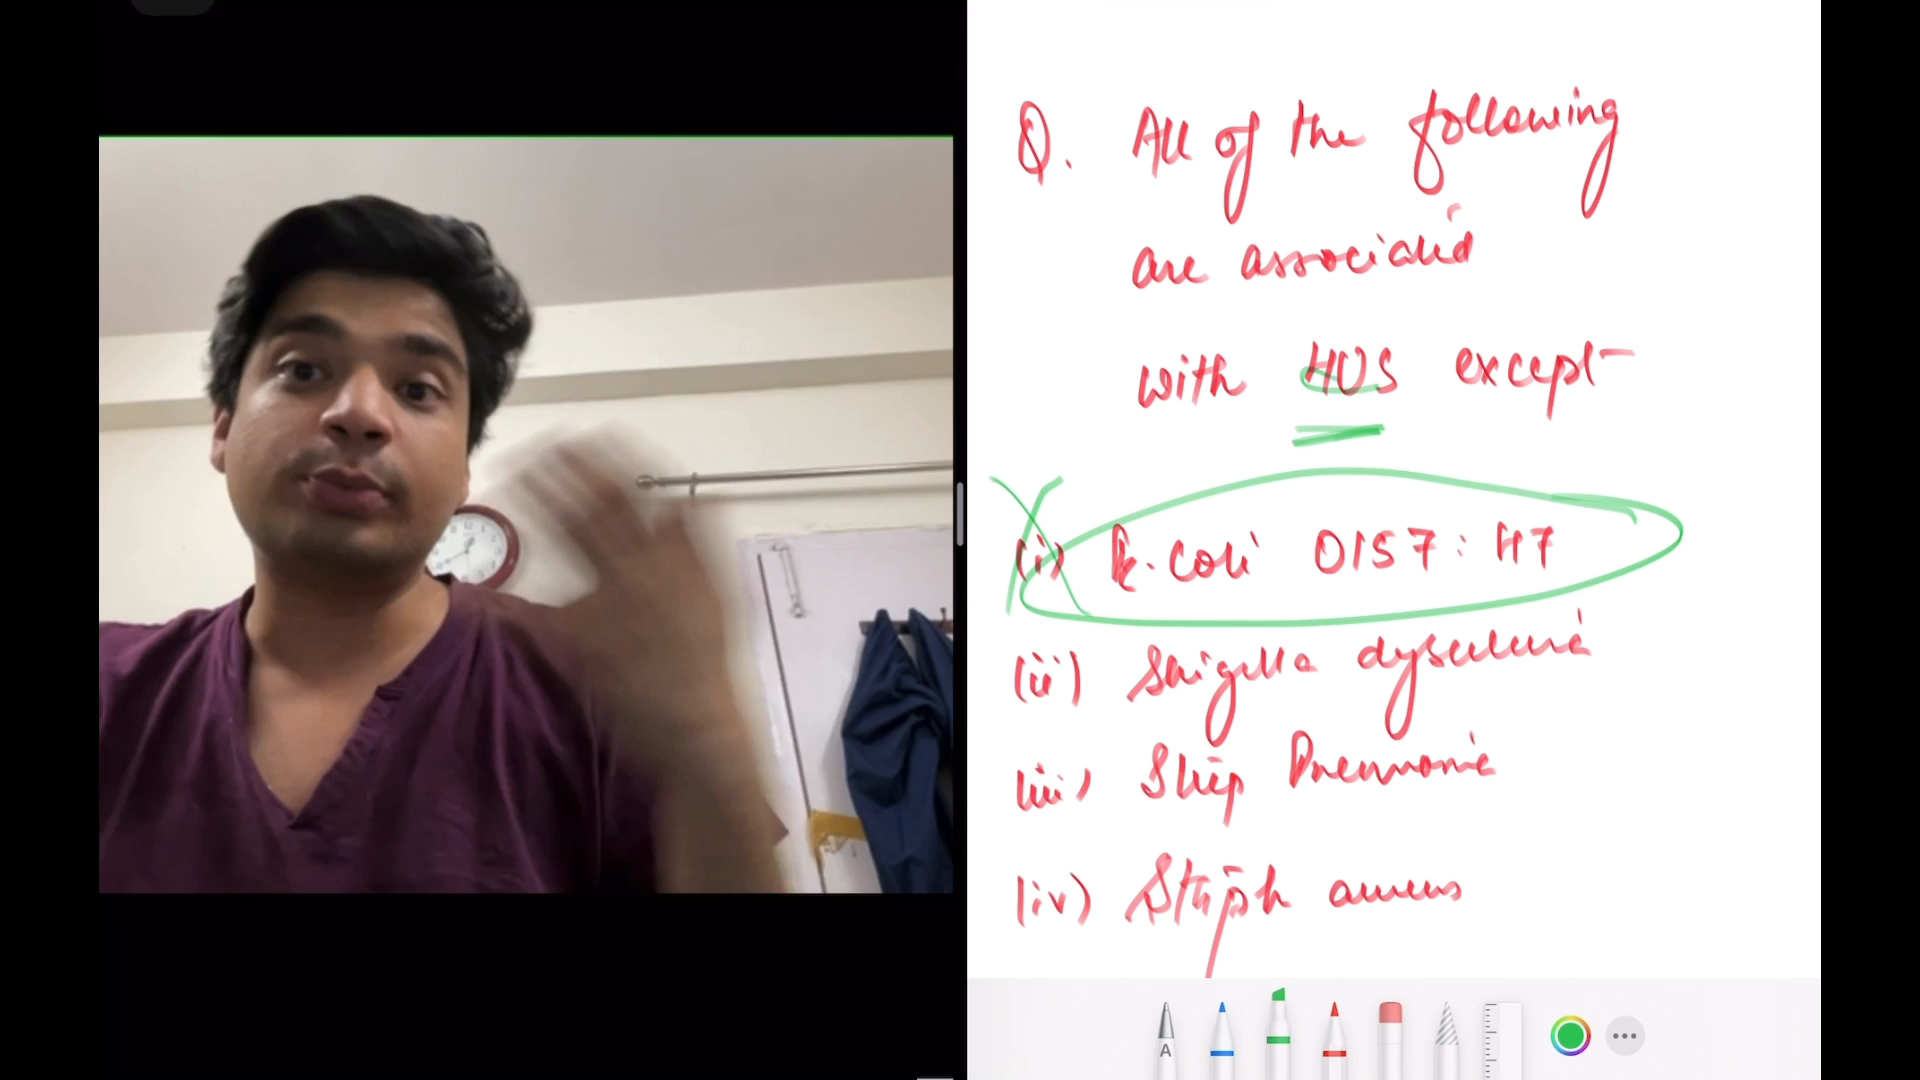 Q. All of the following
are associated
with HUS except-
(i) E. coli O157: H7
(ii) Shigella dysenteriae
(iii) Strep Pneumoniae
(iv) Staph aureus
A